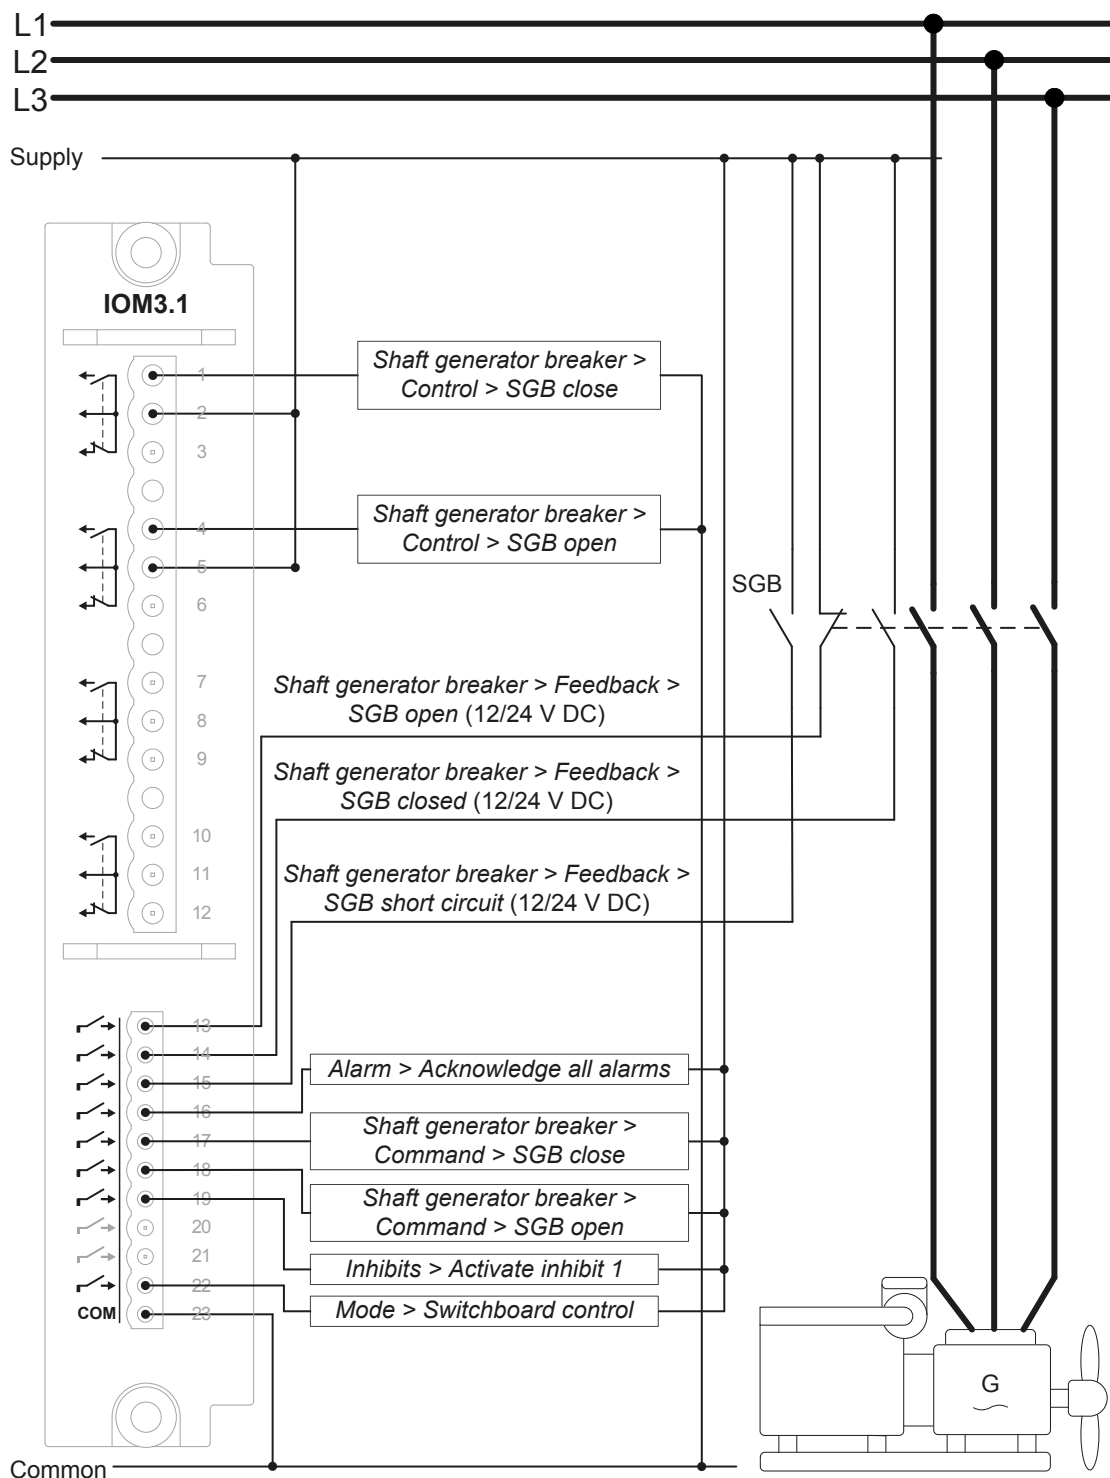 L1
L2
L3
Supply
IOM3.1
1
Shaft generator breaker >
Control > SGB close
2
3
4
Shaft generator breaker >
Control > SGB open
5
6
SGB
7
Shaft generator breaker > Feedback >
SGB open (12/24 V DC)
8
9
Shaft generator breaker > Feedback >
SGB closed (12/24 V DC)
10
11
Shaft generator breaker > Feedback >
SGB short circuit (12/24 V DC)
12
13
14
15
Alarm > Acknowledge all alarms
16
17
Shaft generator breaker >
Command > SGB close
18
19
Shaft generator breaker >
Command > SGB open
20
21
Inhibits > Activate inhibit 1
22
Mode > Switchboard control
COM
23
G
Common